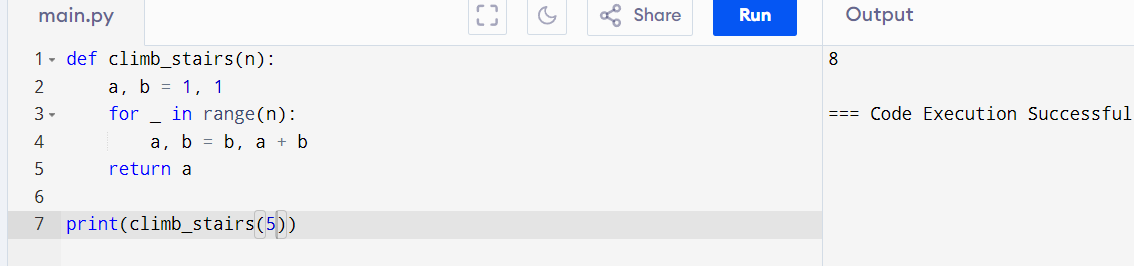 main.py Share Run Output
1 def climb_stairs(n):
2 a, b = 1, 1
3 for _ in range(n):
4 a, b = b, a + b
5 return a
6
7 print(climb_stairs(5))
8
=== Code Execution Successful